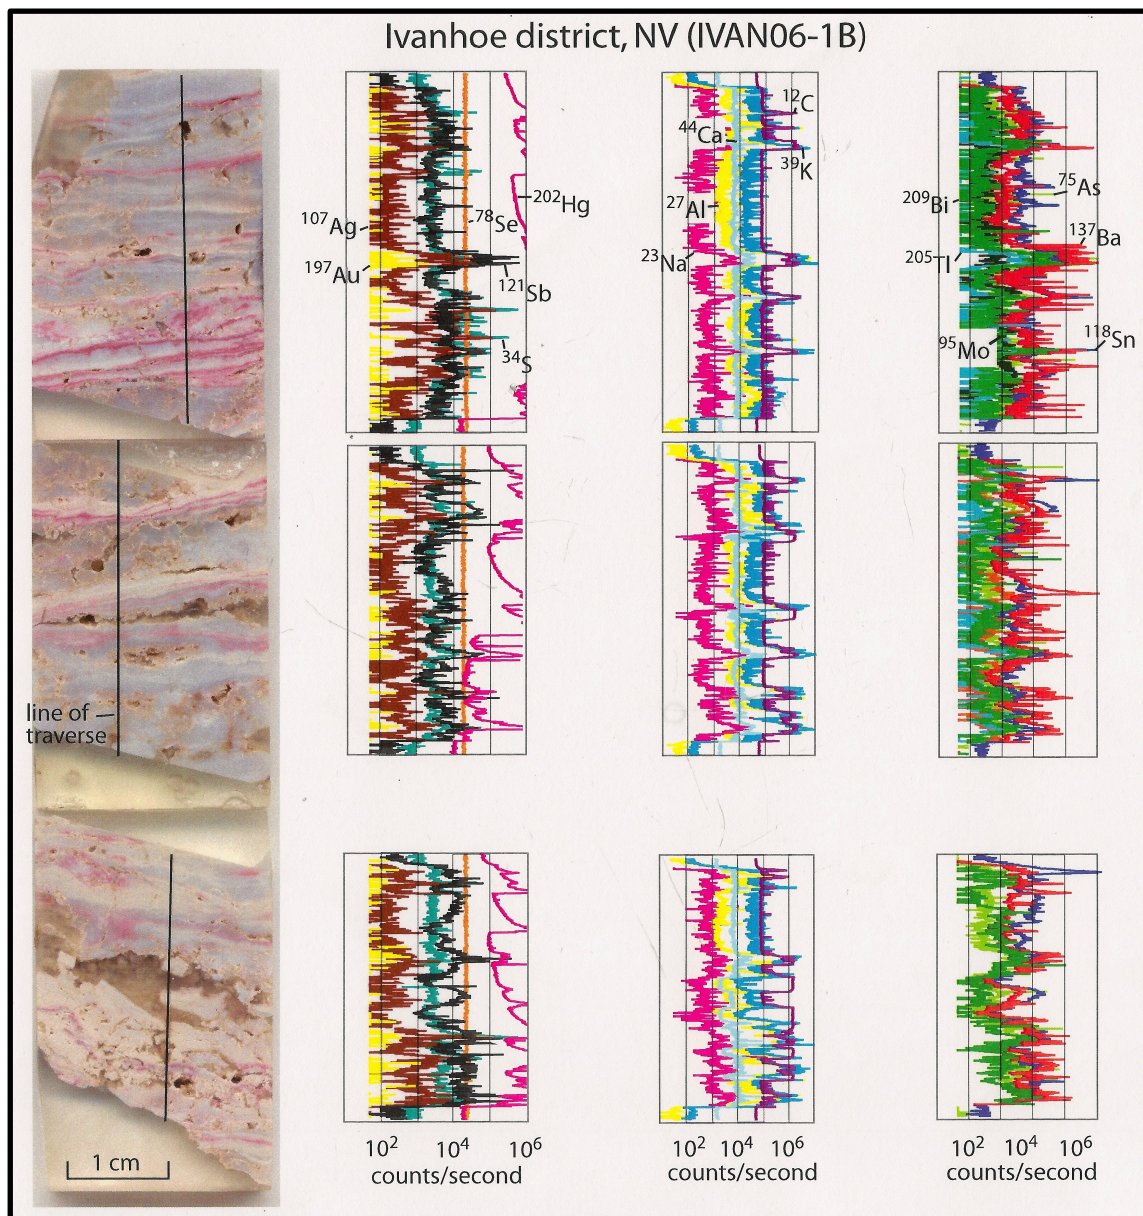 Ivanhoe district, NV (IVAN06-1B)
12C
44Ca
39K
202Hg
78Se
27Al
209Bi
75As
107Ag
137Ba
197Au
121Sb
23Na
205Tl
34S
95Mo
118Sn
line of
traverse
1 cm
10² 10⁴ 10⁶
counts/second
10² 10⁴ 10⁶
counts/second
10² 10⁴ 10⁶
counts/second